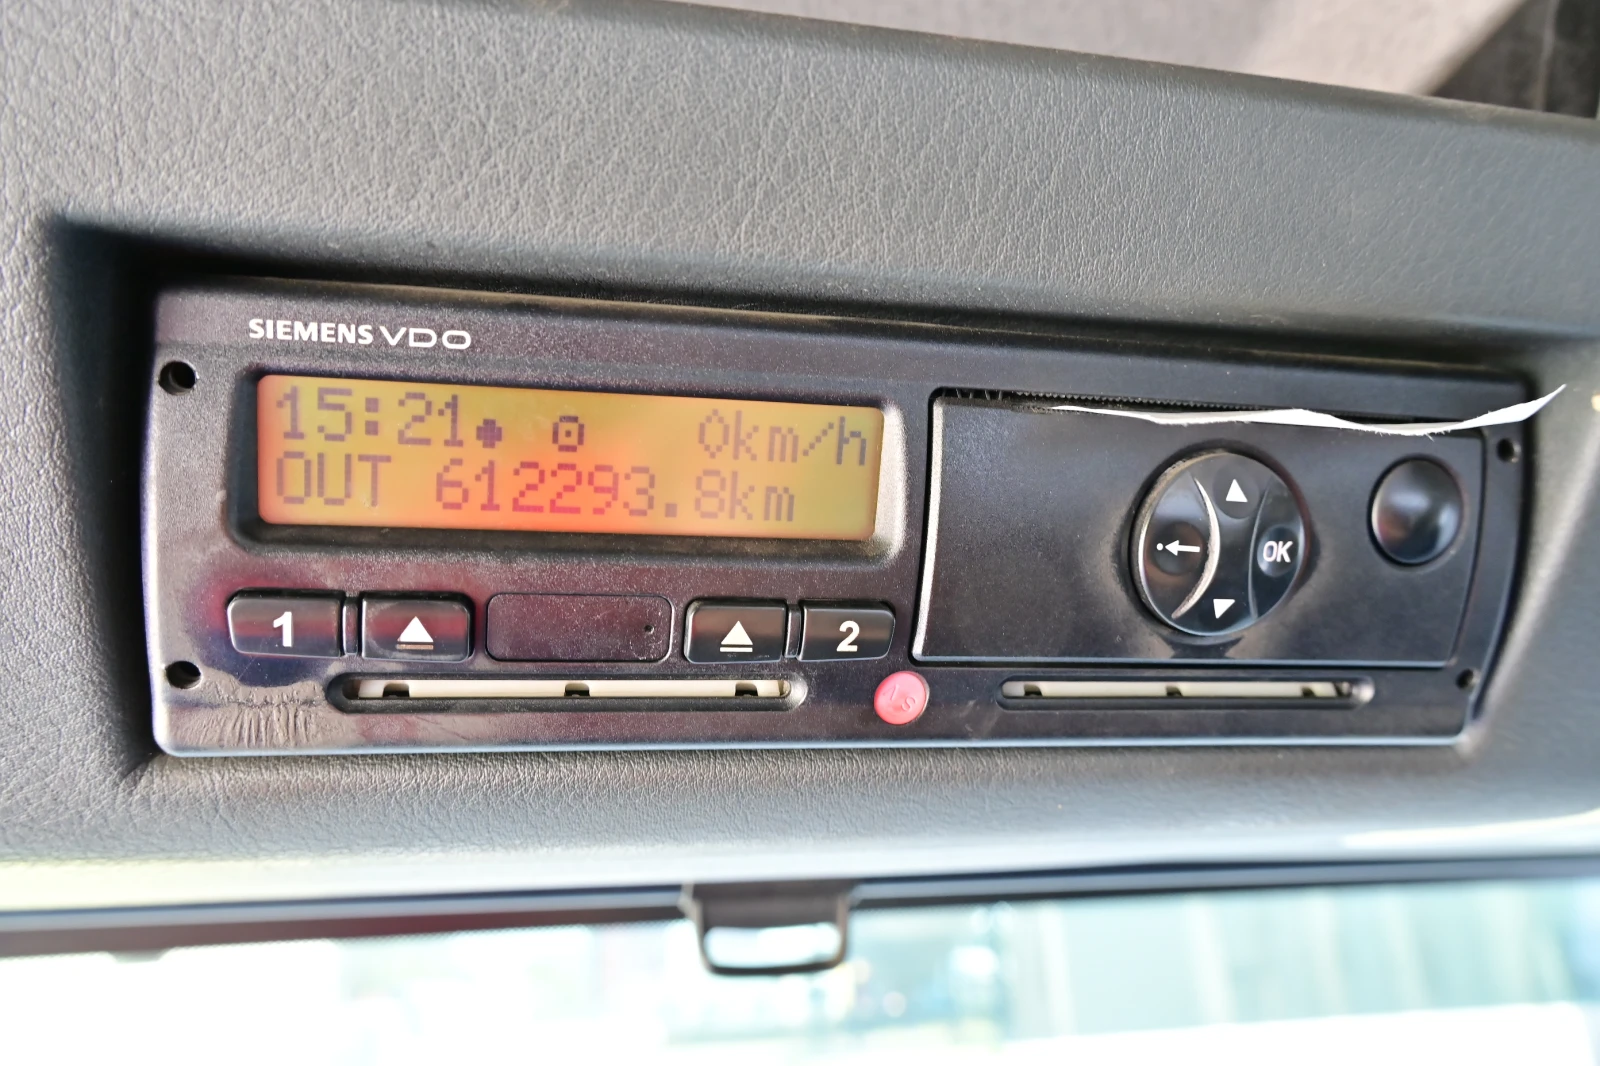 SIEMENS VDO
15:21 0km/h
OUT 612293.8km
OK
1
2